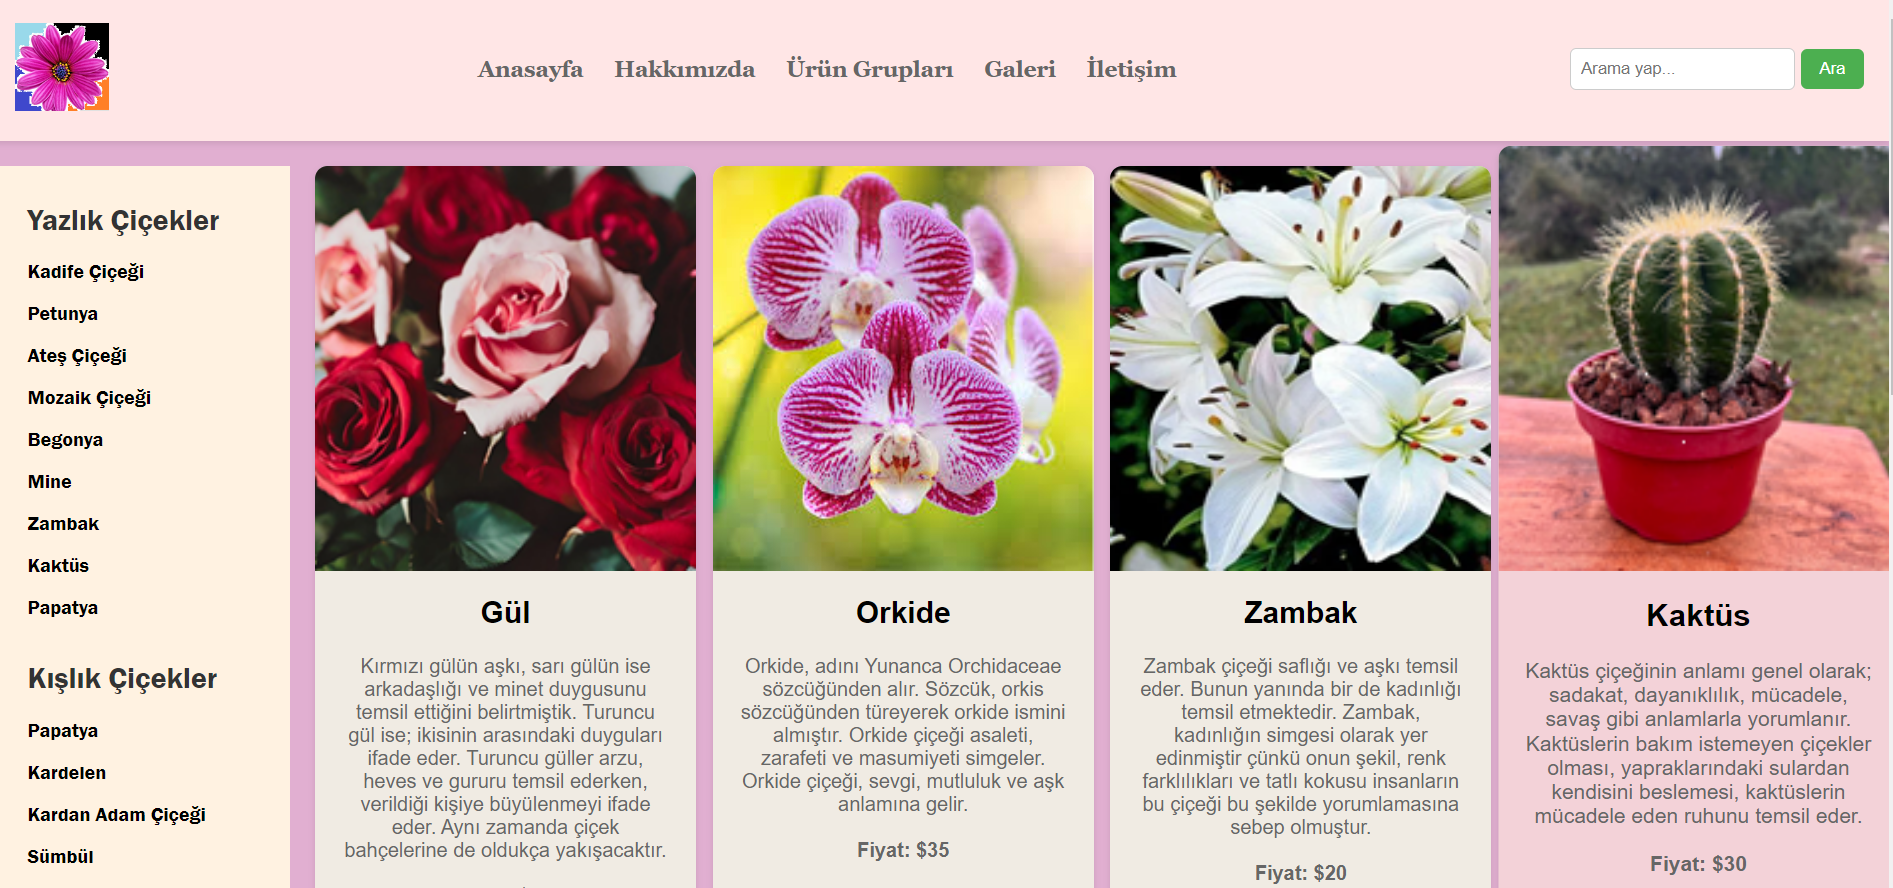 Anasayfa Hakkımızda Ürün Grupları Galeri İletişim
Arama yap... Ara
Yazlık Çiçekler
Kadife Çiçeği
Petunya
Ateş Çiçeği
Mozaik Çiçeği
Begonya
Mine
Zambak
Kaktüs
Papatya
Kışlık Çiçekler
Papatya
Kardelen
Kardan Adam Çiçeği
Sümbül
Gül
Kırmızı gülün aşkı, sarı gülün ise
arkadaşlığı ve minet duygusunu
temsil ettiğini belirtmiştik. Turuncu
gül ise; ikisinin arasındaki duyguları
ifade eder. Turuncu güller arzu,
heves ve gururu temsil ederken,
verildiği kişiye büyülenmeyi ifade
eder. Aynı zamanda çiçek
bahçelerine de oldukça yakışacaktır.
Orkide
Orkide, adını Yunanca Orchidaceae
sözcüğünden alır. Sözcük, orkis
sözcüğünden türeyerek orkide ismini
almıştır. Orkide çiçeği asaleti,
zarafeti ve masumiyeti simgeler.
Orkide çiçeği, sevgi, mutluluk ve aşk
anlamına gelir.
Fiyat: $35
Zambak
Zambak çiçeği saflığı ve aşkı temsil
eder. Bunun yanında bir de kadınlığı
temsil etmektedir. Zambak,
kadınlığın simgesi olarak yer
edinmiştir çünkü onun şekil, renk
farklılıkları ve tatlı kokusu insanların
bu çiçeği bu şekilde yorumlamasına
sebep olmuştur.
Fiyat: $20
Kaktüs
Kaktüs çiçeğinin anlamı genel olarak;
sadakat, dayanıklılık, mücadele,
savaş gibi anlamlarla yorumlanır.
Kaktüslerin bakım istemeyen çiçekler
olması, yapraklarındaki sulardan
kendisini beslemesi, kaktüslerin
mücadele eden ruhunu temsil eder.
Fiyat: $30